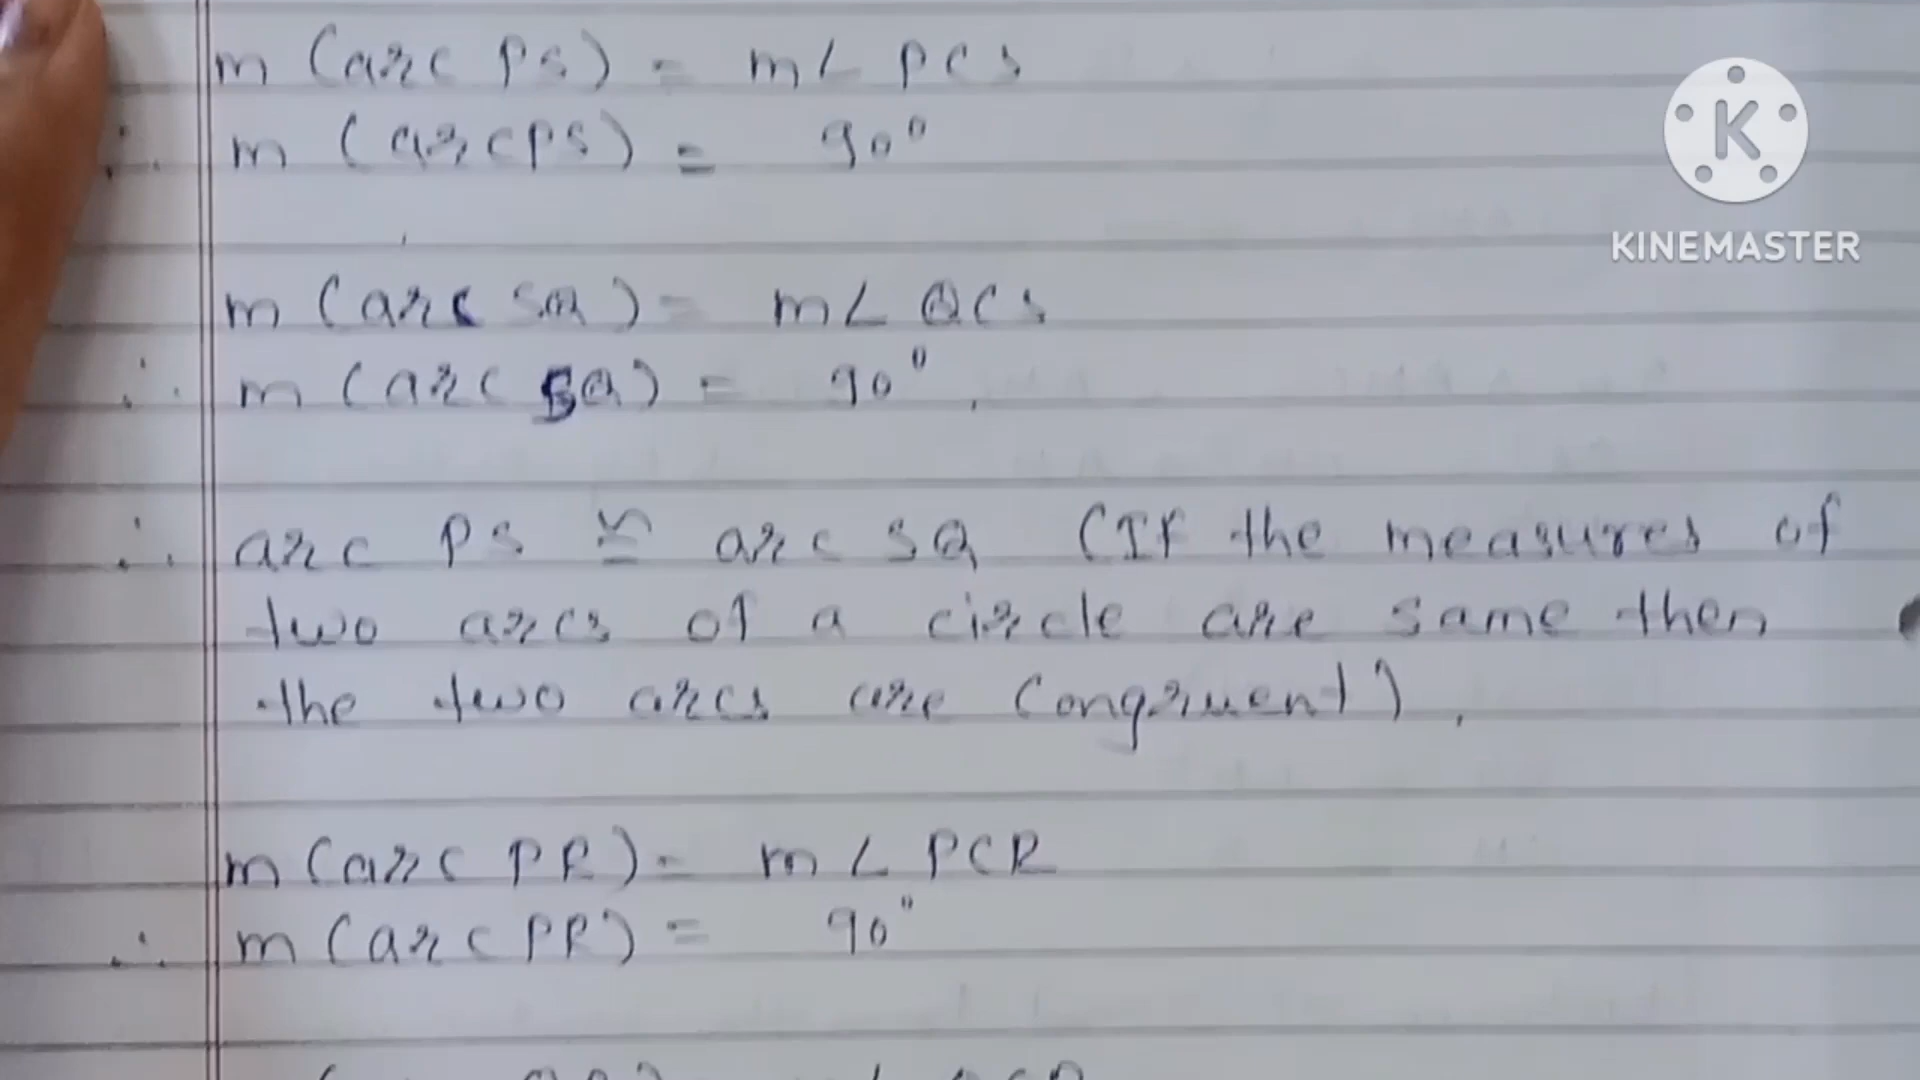 m (arc PS) = m∠ PCS
∴ m (arc PS) = 90°
m (arc SQ) = m∠ QCS
∴ m (arc SQ) = 90°.
∴ arc PS ≅ arc SQ (If the measures of
two arcs of a circle are same then
the two arcs are congruent).
m (arc PR) = m∠ PCR
∴ m (arc PR) = 90°
KINEMASTER